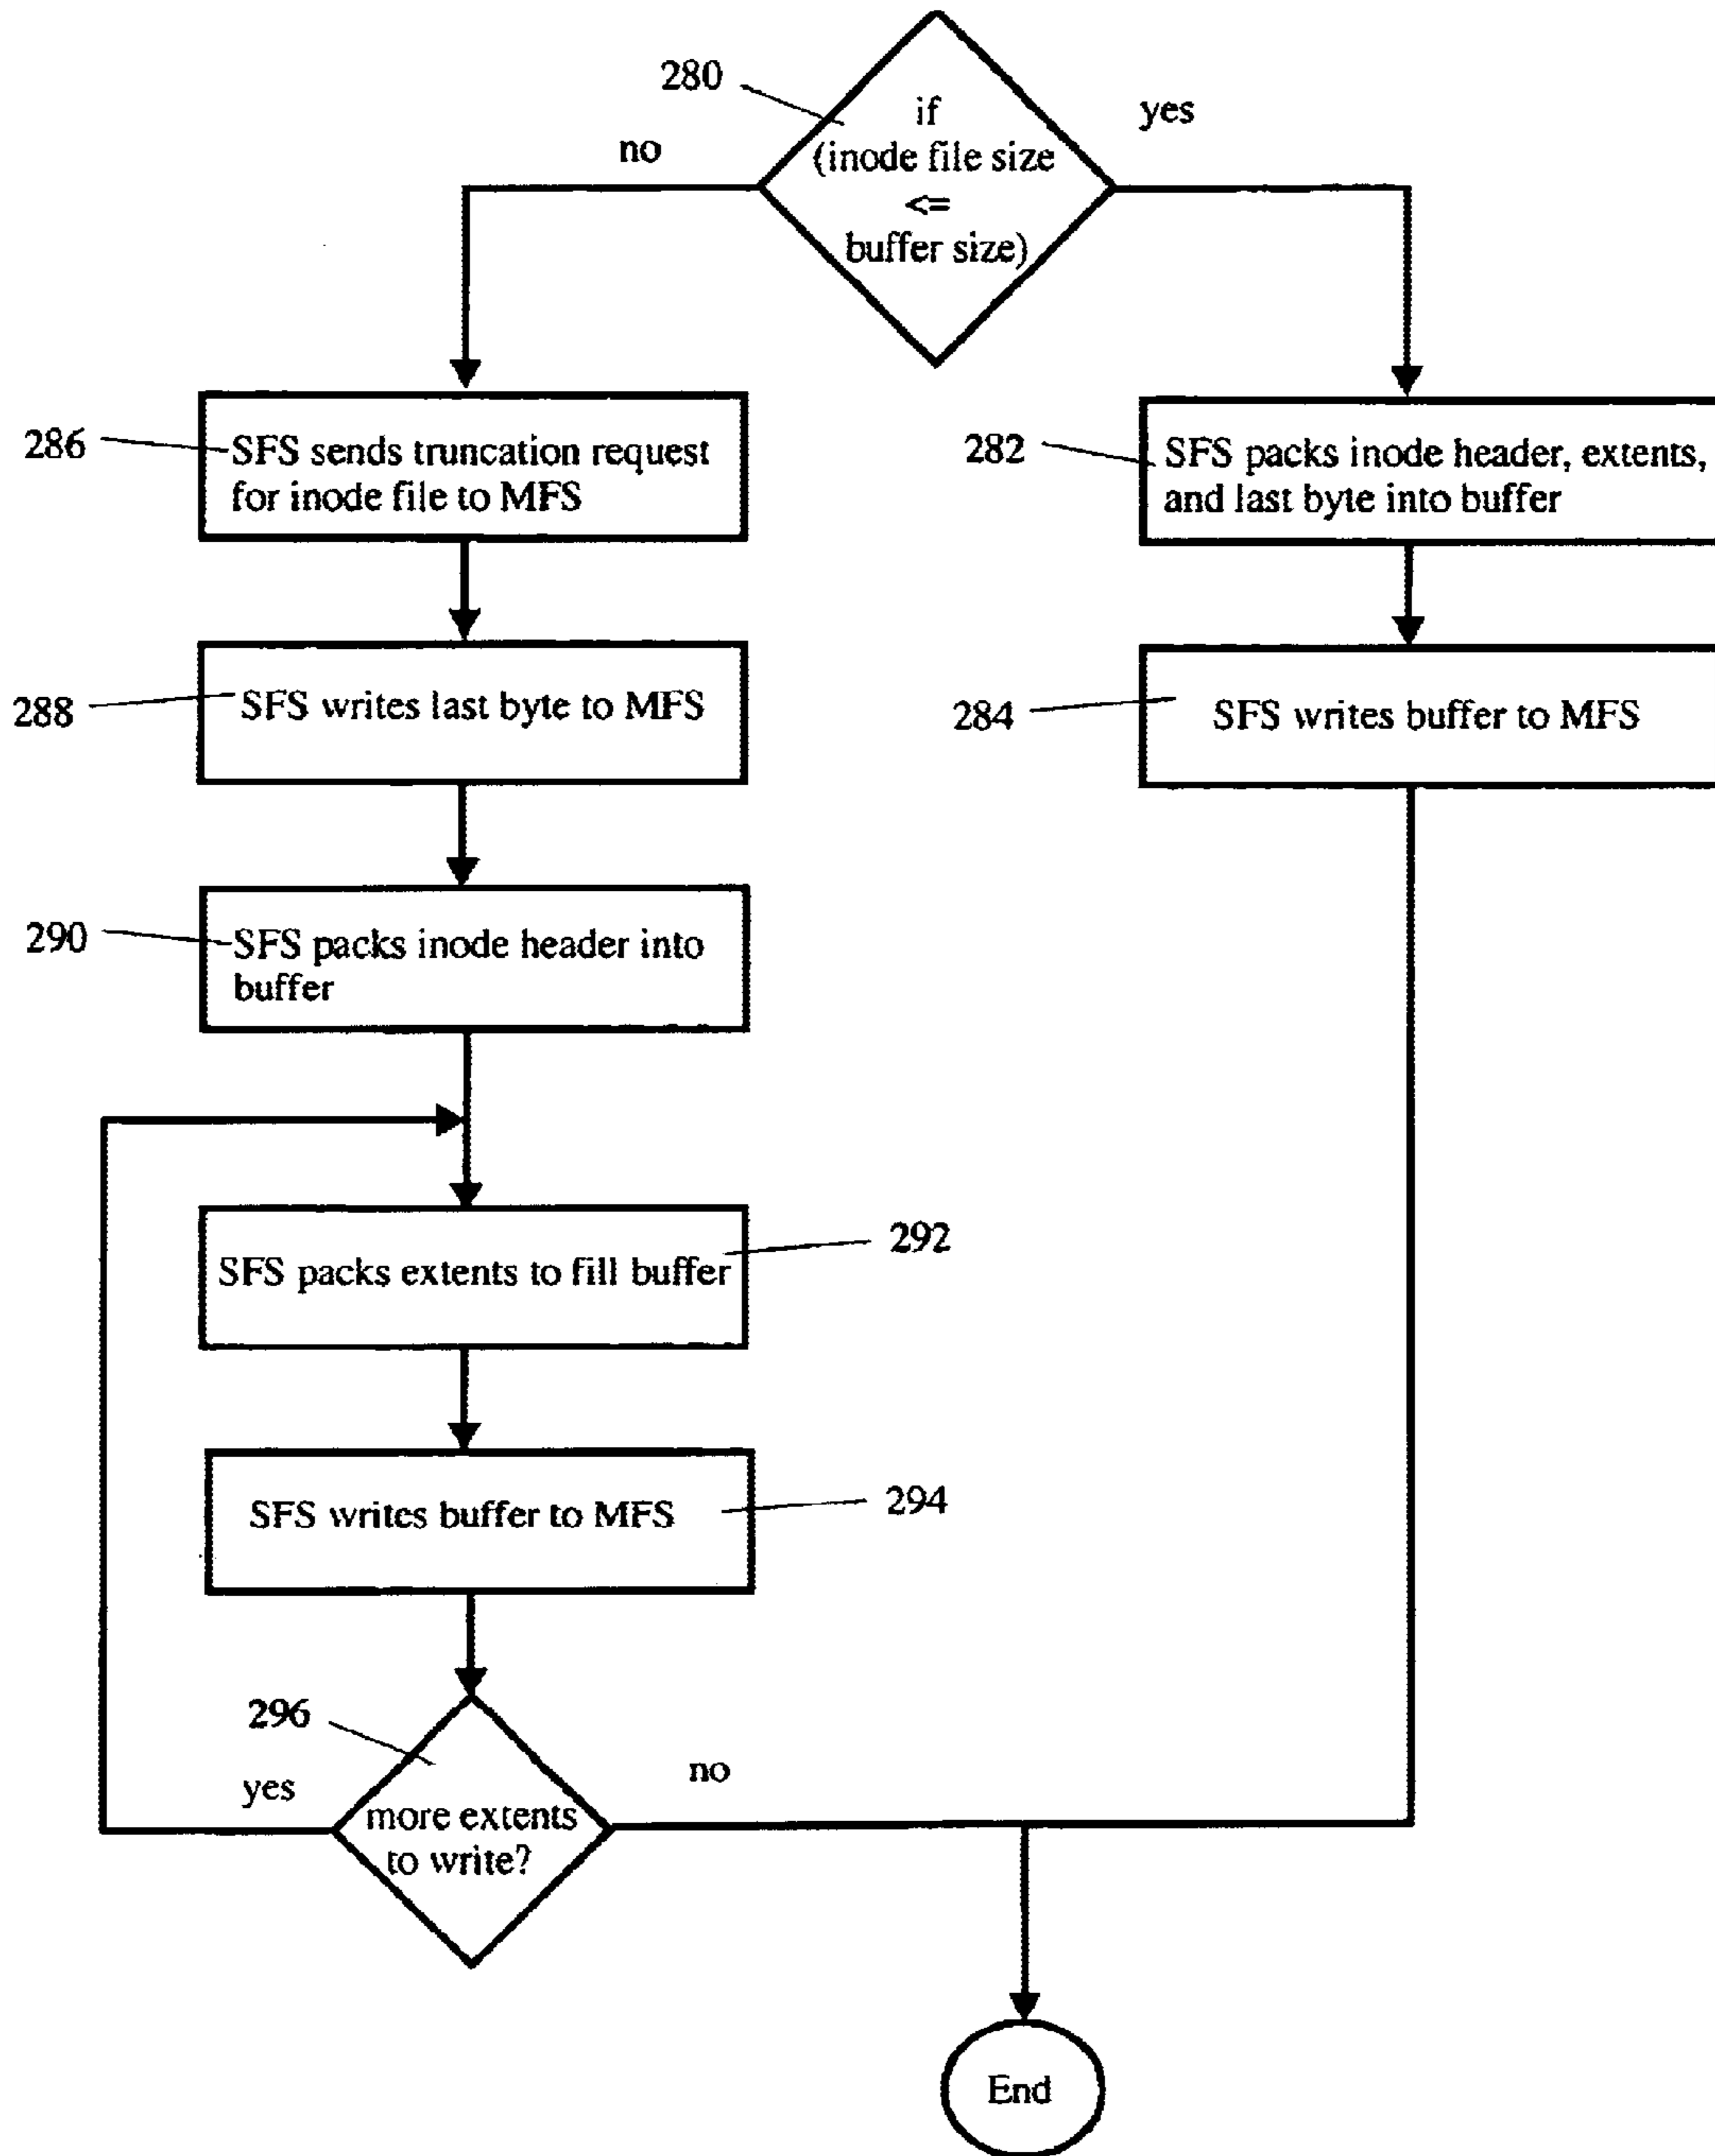 280
if
(inode file size
<=
buffer size)
no
yes
286
SFS sends truncation request
for inode file to MFS
282
SFS packs inode header, extents,
and last byte into buffer
288
SFS writes last byte to MFS
284
SFS writes buffer to MFS
290
SFS packs inode header into
buffer
292
SFS packs extents to fill buffer
294
SFS writes buffer to MFS
296
yes
more extents
to write?
no
End